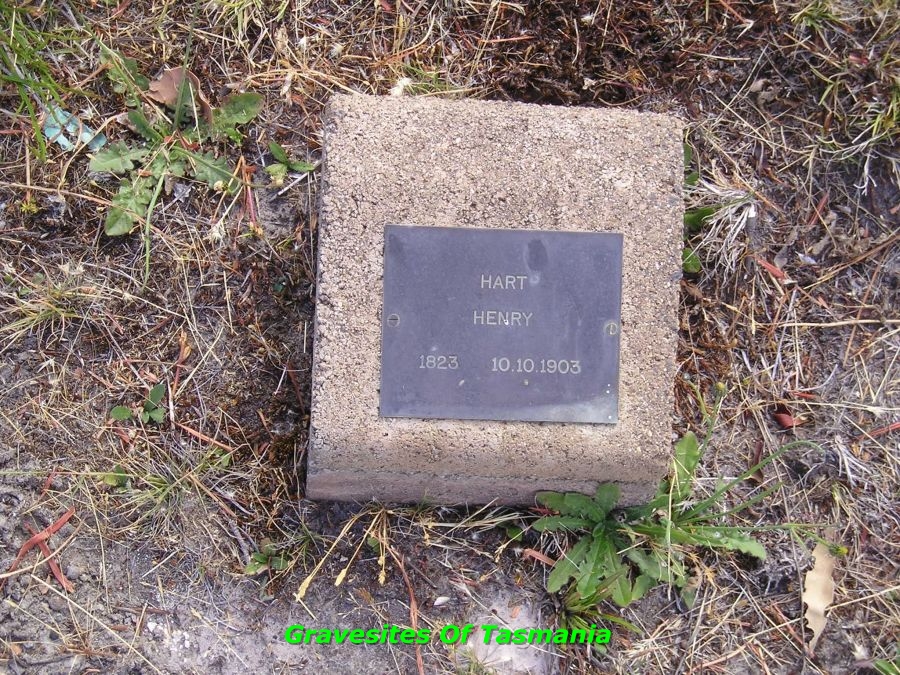 HART
HENRY
1823 10.10.1903
Gravesites Of Tasmania